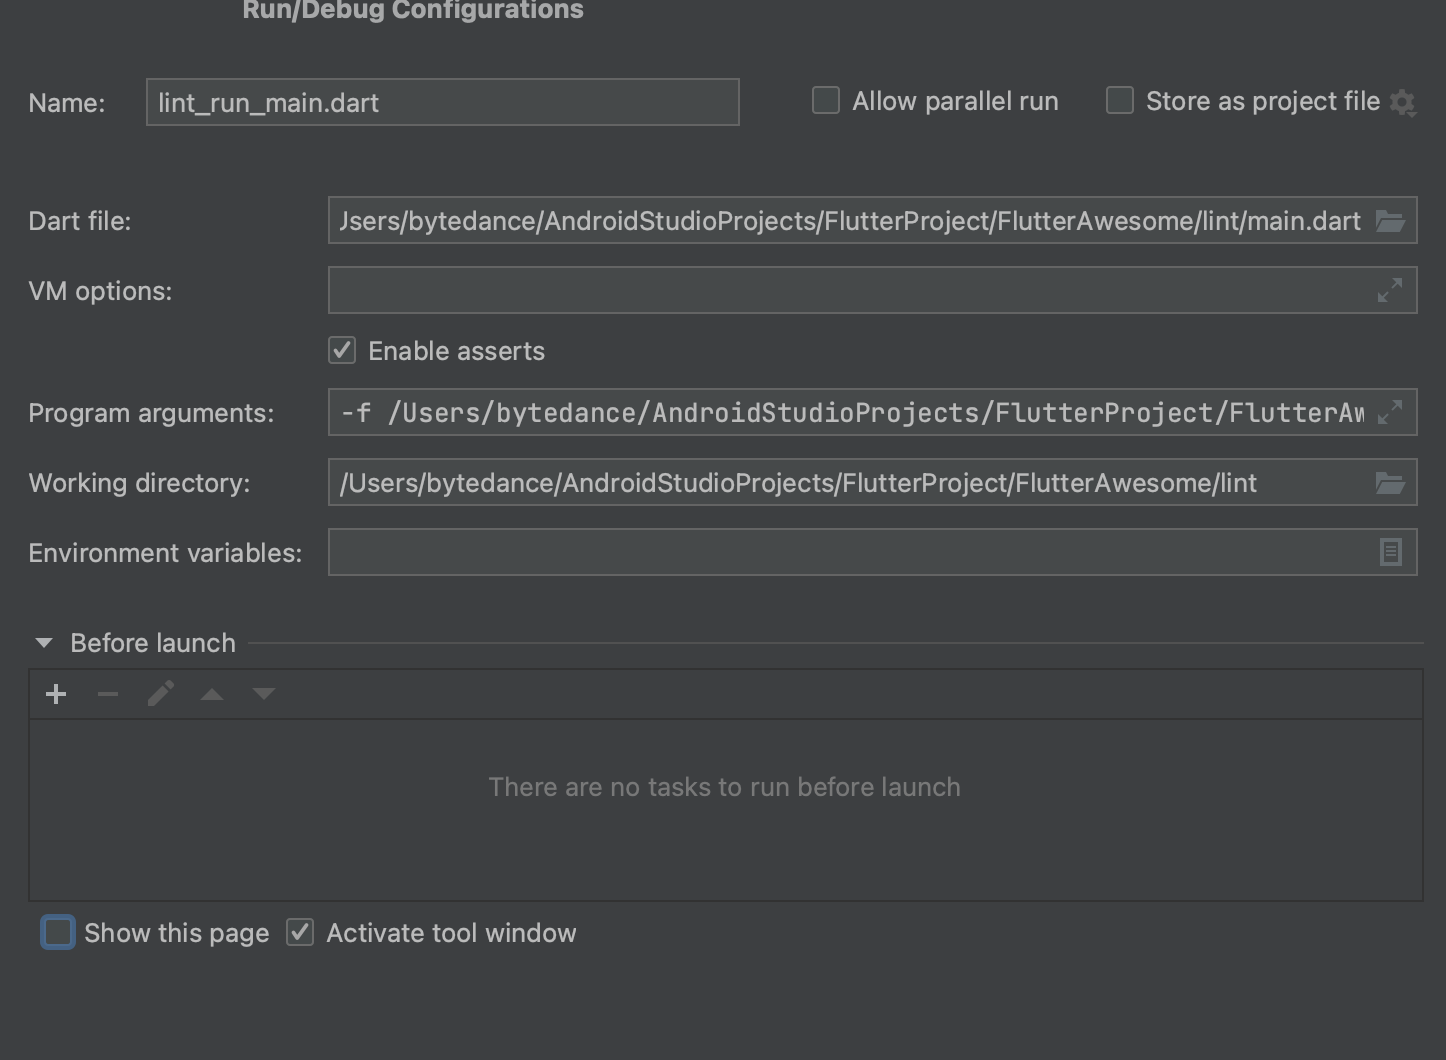 Run/Debug Configurations
Name: lint_run_main.dart Allow parallel run Store as project file
Dart file: Jsers/bytedance/AndroidStudioProjects/FlutterProject/FlutterAwesome/lint/main.dart
VM options:
Enable asserts
Program arguments: -f /Users/bytedance/AndroidStudioProjects/FlutterProject/FlutterAw
Working directory: /Users/bytedance/AndroidStudioProjects/FlutterProject/FlutterAwesome/lint
Environment variables:
Before launch
There are no tasks to run before launch
Show this page Activate tool window